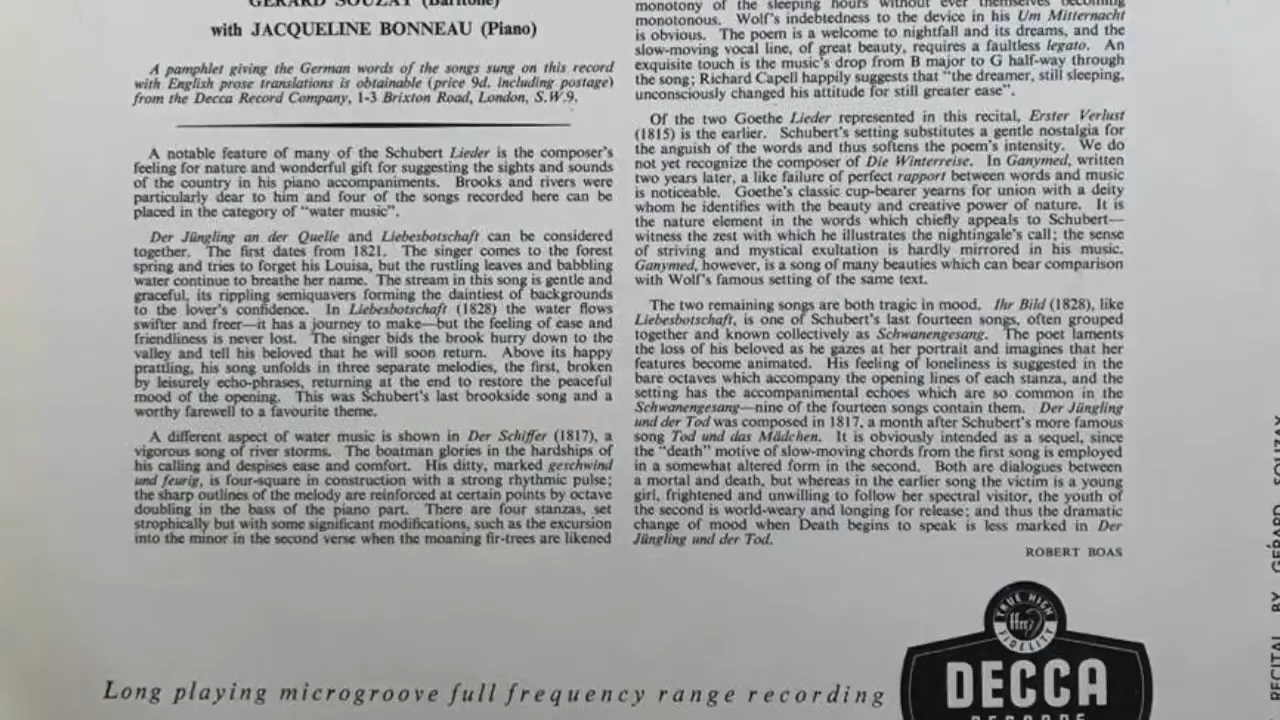 GÉRARD SOUZAY (Baritone)
with JACQUELINE BONNEAU (Piano)
A pamphlet giving the German words of the songs sung on this record
with English prose translations is obtainable (price 9d. including postage)
from the Decca Record Company, 1-3 Brixton Road, London, S.W.9.
A notable feature of many of the Schubert Lieder is the composer's
feeling for nature and wonderful gift for suggesting the sights and sounds
of the country in his piano accompaniments. Brooks and rivers were
particularly dear to him and four of the songs recorded here can be
placed in the category of "water music".
Der Jüngling an der Quelle and Liebesbotschaft can be considered
together. The first dates from 1821. The singer comes to the forest
spring and tries to forget his Louisa, but the rustling leaves and babbling
water continue to breathe her name. The stream in this song is gentle and
graceful, its rippling semiquavers forming the daintiest of backgrounds
to the lover's confidence. In Liebesbotschaft (1828) the water flows
swifter and freer—it has a journey to make—but the feeling of ease and
friendliness is never lost. The singer bids the brook hurry down to the
valley and tell his beloved that he will soon return. Above its happy
prattling, his song unfolds in three separate melodies, the first, broken
by leisurely echo-phrases, returning at the end to restore the peaceful
mood of the opening. This was Schubert's last brookside song and a
worthy farewell to a favourite theme.
A different aspect of water music is shown in Der Schiffer (1817), a
vigorous song of river storms. The boatman glories in the hardships of
his calling and despises ease and comfort. His ditty, marked geschwind
und feurig, is four-square in construction with a strong rhythmic pulse;
the sharp outlines of the melody are reinforced at certain points by octave
doubling in the bass of the piano part. There are four stanzas, set
strophically but with some significant modifications, such as the excursion
into the minor in the second verse when the moaning fir-trees are likened
monotony of the sleeping hours without ever themselves becoming
monotonous. Wolf's indebtedness to the device in his Um Mitternacht
is obvious. The poem is a welcome to nightfall and its dreams, and the
slow-moving vocal line, of great beauty, requires a faultless legato. An
exquisite touch is the music's drop from B major to G half-way through
the song; Richard Capell happily suggests that "the dreamer, still sleeping,
unconsciously changed his attitude for still greater ease".
Of the two Goethe Lieder represented in this recital, Erster Verlust
(1815) is the earlier. Schubert's setting substitutes a gentle nostalgia for
the anguish of the words and thus softens the poem's intensity. We do
not yet recognize the composer of Die Winterreise. In Ganymed, written
two years later, a like failure of perfect rapport between words and music
is noticeable. Goethe's classic cup-bearer yearns for union with a deity
whom he identifies with the beauty and creative power of nature. It is
the nature element in the words which chiefly appeals to Schubert—
witness the zest with which he illustrates the nightingale's call; the sense
of striving and mystical exultation is hardly mirrored in his music.
Ganymed, however, is a song of many beauties which can bear comparison
with Wolf's famous setting of the same text.
The two remaining songs are both tragic in mood. Ihr Bild (1828), like
Liebesbotschaft, is one of Schubert's last fourteen songs, often grouped
together and known collectively as Schwanengesang. The poet laments
the loss of his beloved as he gazes at her portrait and imagines that her
features become animated. His feeling of loneliness is suggested in the
bare octaves which accompany the opening lines of each stanza, and the
setting has the accompanimental echoes which are so common in the
Schwanengesang—nine of the fourteen songs contain them. Der Jüngling
und der Tod was composed in 1817, a month after Schubert's more famous
song Tod und das Mädchen. It is obviously intended as a sequel, since
the "death" motive of slow-moving chords from the first song is employed
in a somewhat altered form in the second. Both are dialogues between
a mortal and death, but whereas in the earlier song the victim is a young
girl, frightened and unwilling to follow her spectral visitor, the youth of
the second is world-weary and longing for release; and thus the dramatic
change of mood when Death begins to speak is less marked in Der
Jüngling und der Tod.
ROBERT BOAS
Long playing microgroove full frequency range recording
TRUE HIGH
ffrr
FIDELITY
DECCA
RECORDS
RECITAL BY GÉRARD SOUZAY